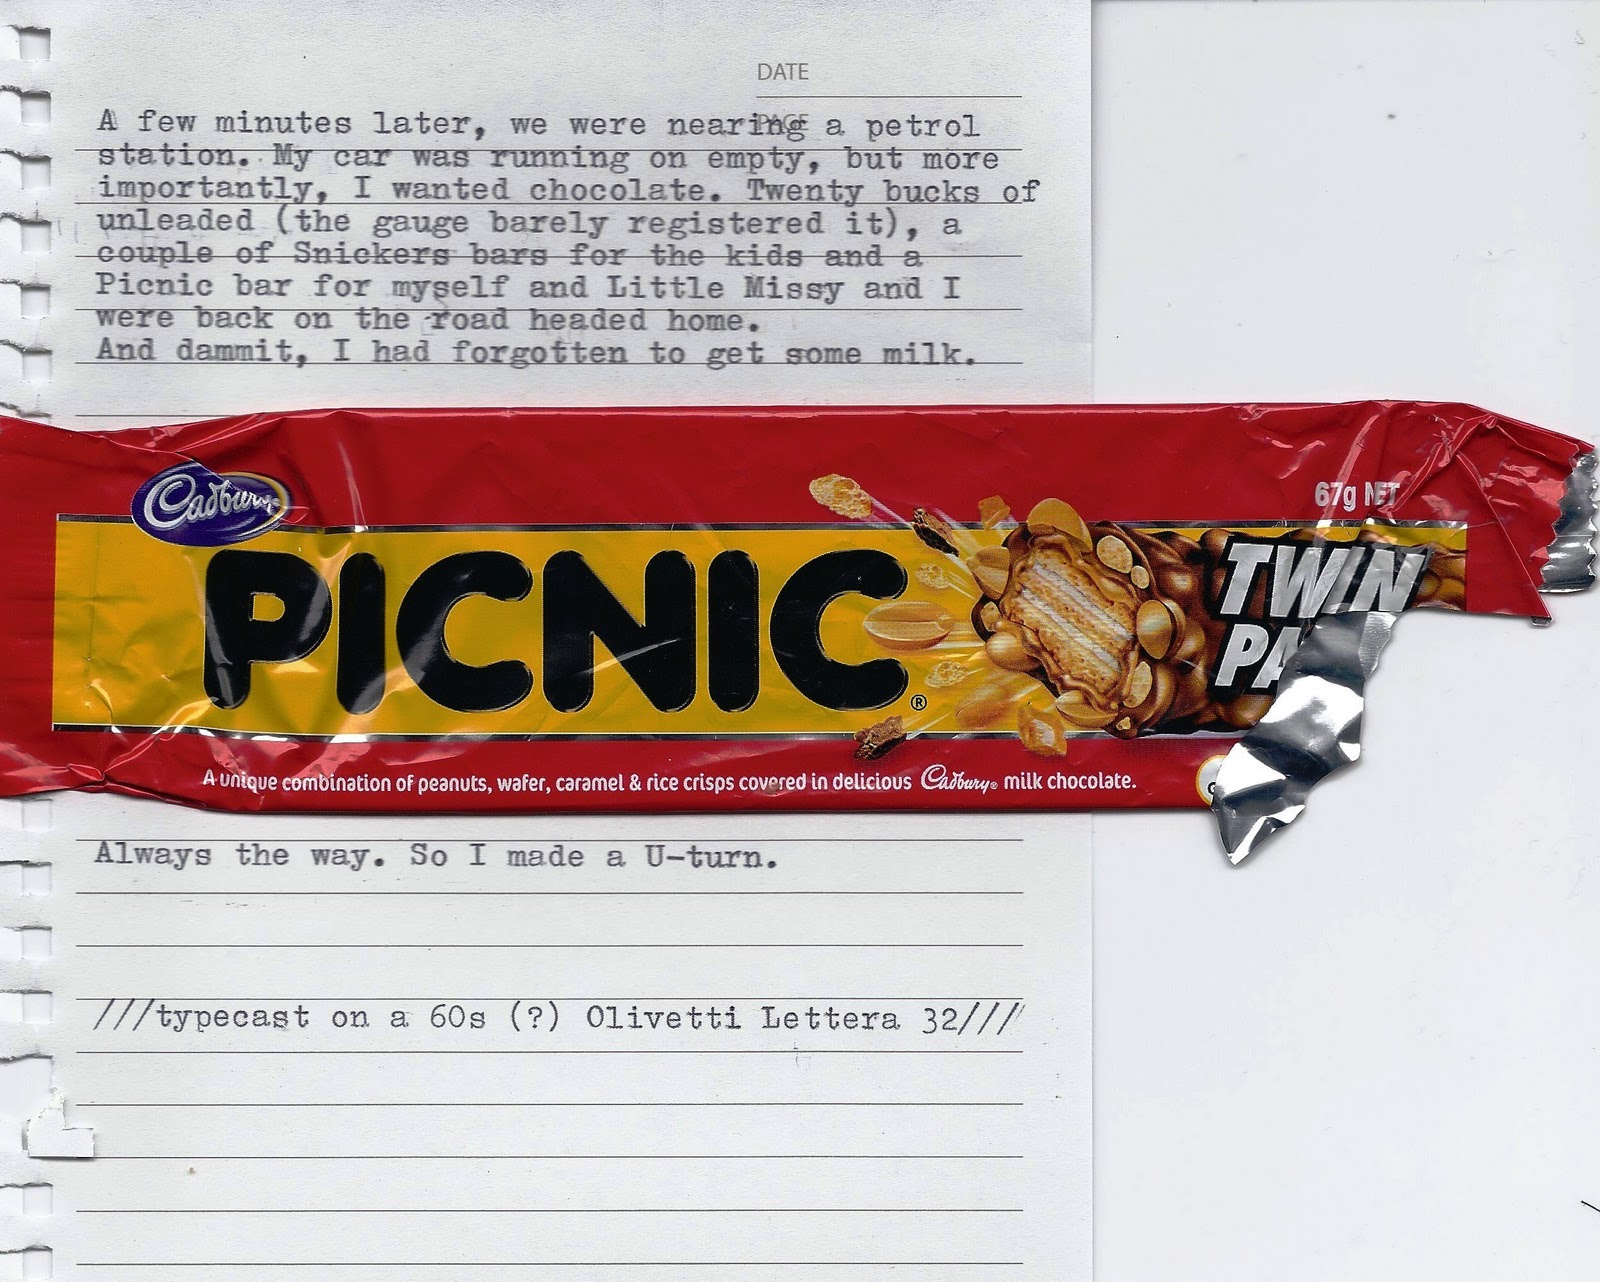 DATE
PAGE
A few minutes later, we were nearing a petrol
station. My car was running on empty, but more
importantly, I wanted chocolate. Twenty bucks of
unleaded (the gauge barely registered it), a
couple of Snickers bars for the kids and a
Picnic bar for myself and Little Missy and I
were back on the road headed home.
And dammit, I had forgotten to get some milk.
Cadbury
67g NET
PICNIC®
TWIN
PA
A unique combination of peanuts, wafer, caramel & rice crisps covered in delicious Cadbury® milk chocolate.
Always the way. So I made a U-turn.
///typecast on a 60s (?) Olivetti Lettera 32///